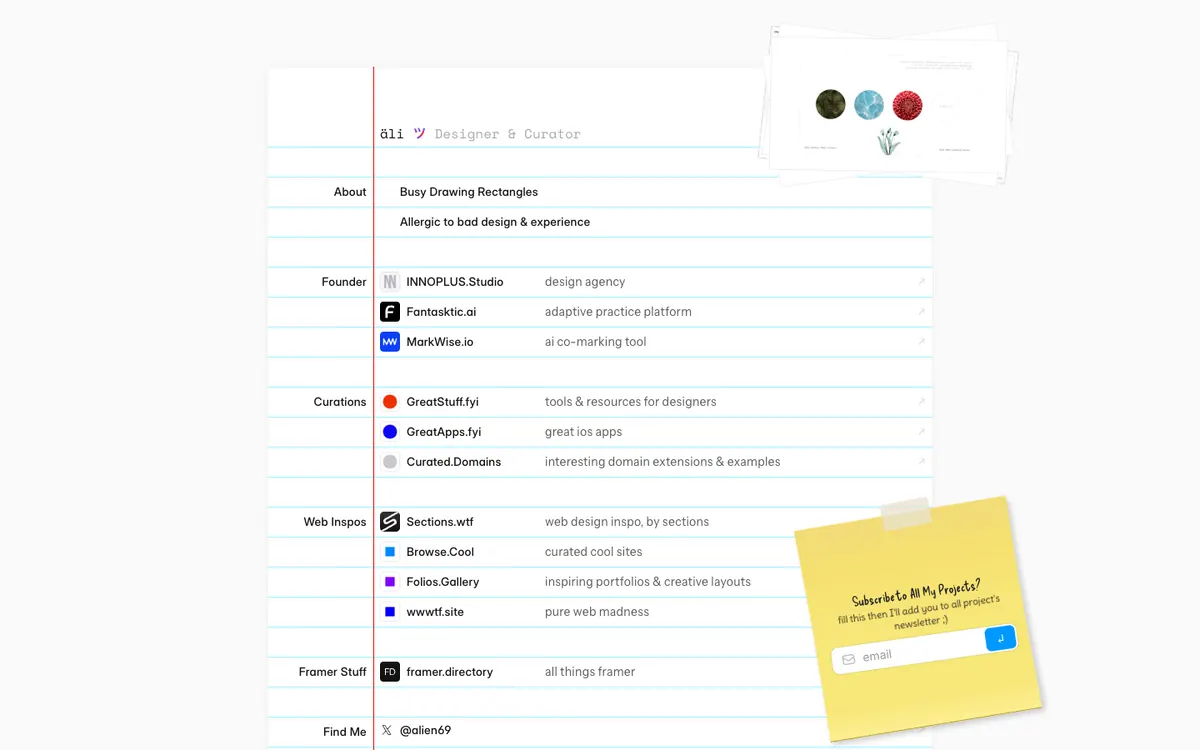 äli ツ Designer & Curator
About Busy Drawing Rectangles
Allergic to bad design & experience
Founder INNOPLUS.Studio design agency
Fantasktic.ai adaptive practice platform
MarkWise.io ai co-marking tool
Curations GreatStuff.fyi tools & resources for designers
GreatApps.fyi great ios apps
Curated.Domains interesting domain extensions & examples
Web Inspos Sections.wtf web design inspo, by sections
Browse.Cool curated cool sites
Folios.Gallery inspiring portfolios & creative layouts
wwwtf.site pure web madness
Framer Stuff FD framer.directory all things framer
Find Me 𝕏 @alien69
Subscribe to All My Projects?
fill this then I'll add you to all project's
newsletter ;)
email